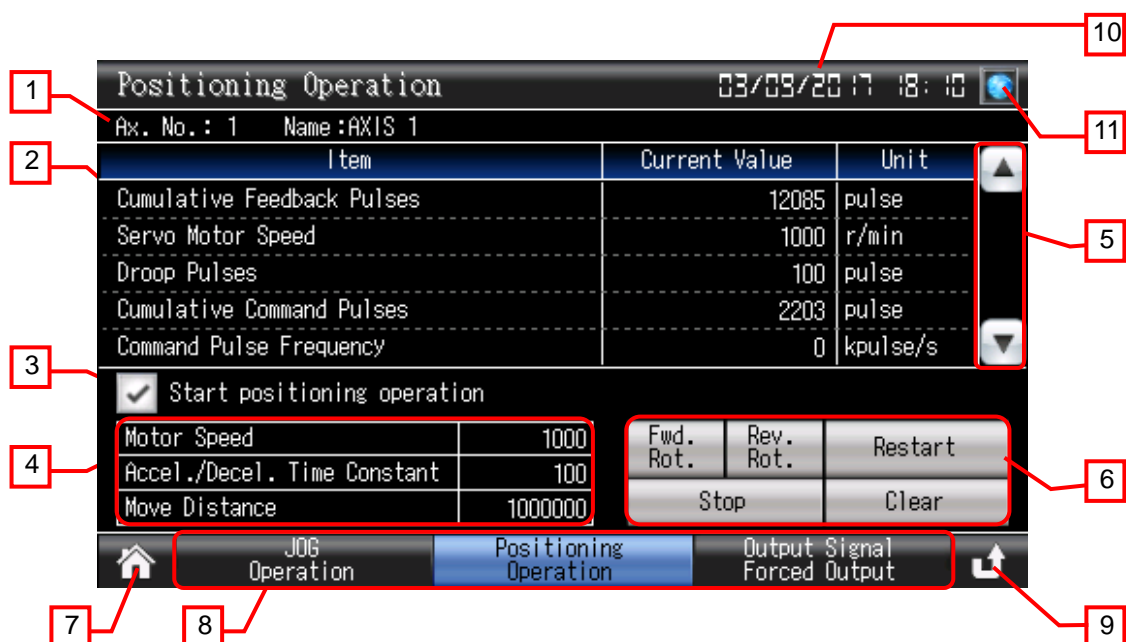 10
Positioning Operation 03/09/2017 18:10
1
Ax. No.: 1 Name:AXIS 1
11
2
Item Current Value Unit
Cumulative Feedback Pulses 12085 pulse
Servo Motor Speed 1000 r/min
5
Droop Pulses 100 pulse
Cumulative Command Pulses 2203 pulse
Command Pulse Frequency 0 kpulse/s
3
Start positioning operation
Motor Speed 1000
Accel./Decel. Time Constant 100
Move Distance 1000000
4
Fwd. Rot.
Rev. Rot.
Restart
Stop
Clear
6
JOG Operation
Positioning Operation
Output Signal Forced Output
7
8
9